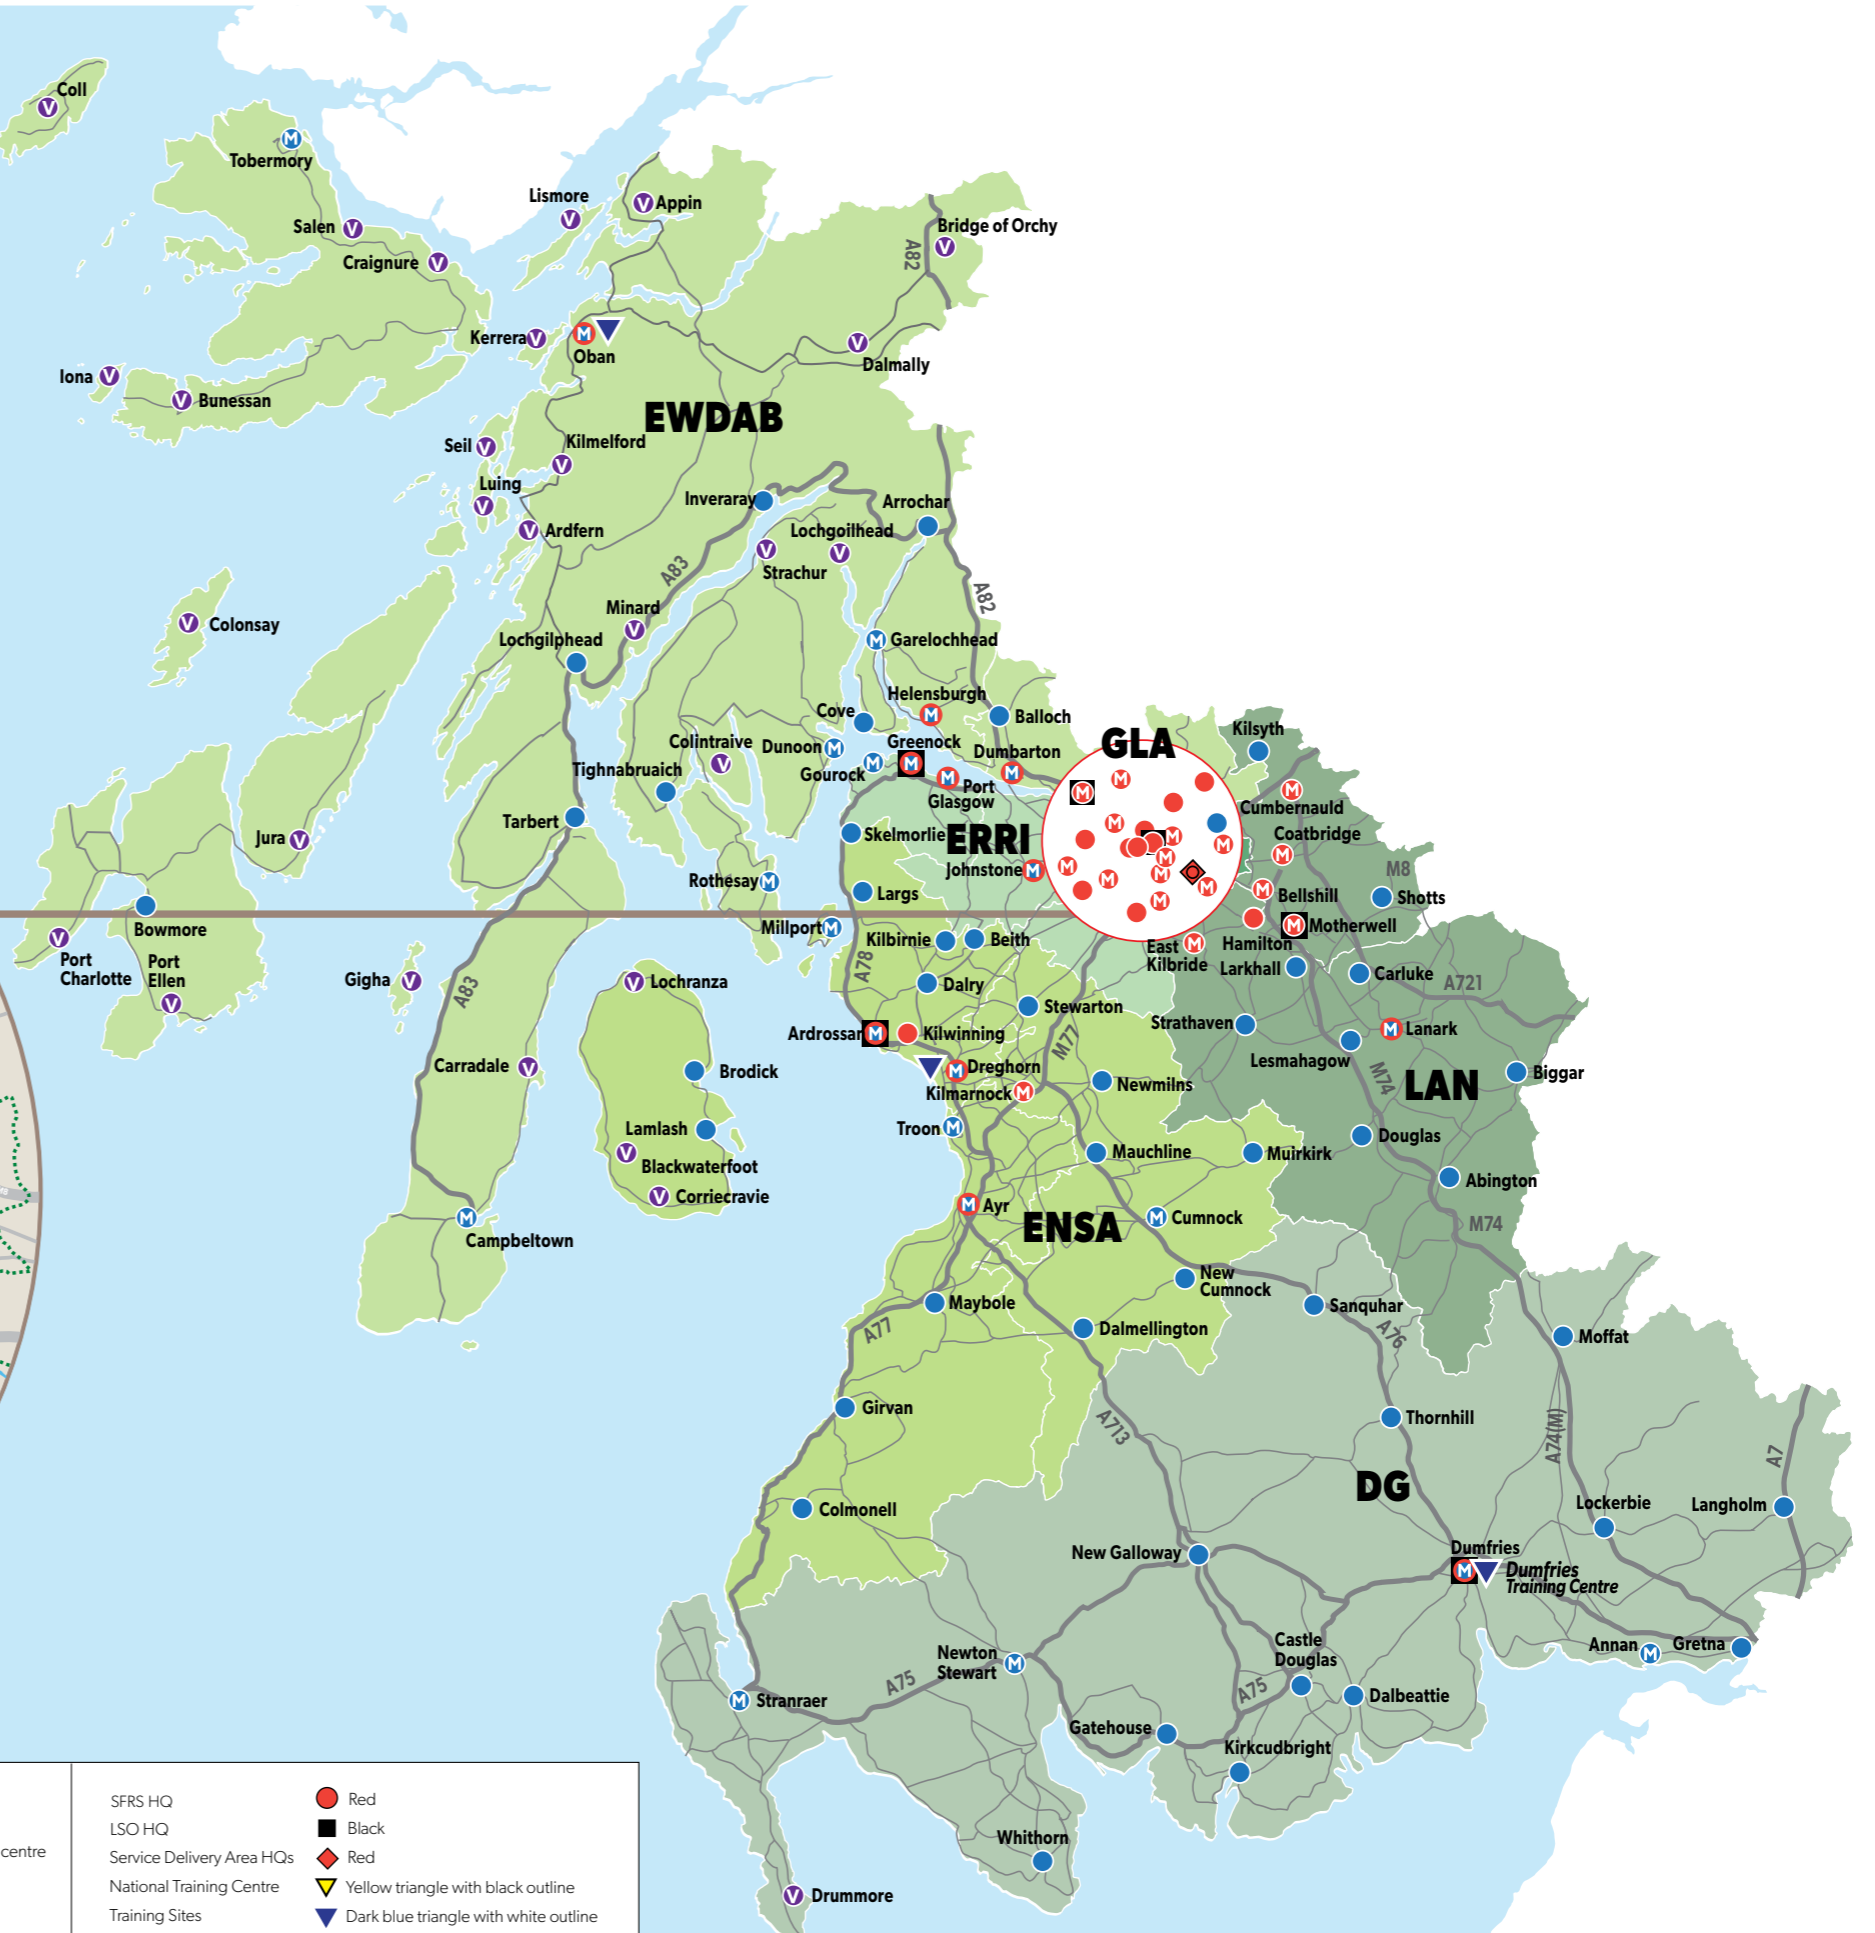 Coll
V
M
Tobermory
Lismore
V
V Appin
Salen V
Craignure V
Bridge of Orchy
V
A82
Kerrera V
M
Oban
V
Dalmally
Iona V
V Bunessan
EWDAB
Seil V
Kilmelford
V
Luing
V
V Ardfern
Inveraray
Arrochar
Lochgoilhead
V
V
Strachur
A83
A82
V Colonsay
Minard
V
Lochgilphead
M Garelochhead
Helensburgh
M
Cove
Balloch
Colintraive
V
Dunoon M
Greenock
M
Gourock M
Dumbarton
M
M Port
Glasgow
GLA
Kilsyth
Tighnabruaich
M
M
M
Cumbernauld
Tarbert
Skelmorlie
ERRI
M
M
M
M
Coatbridge
M
Jura V
Johnstone M
M
M
M
M
M
M8
Rothesay M
Largs
M
Bellshill
Shotts
Bowmore
Millport M
Kilbirnie
Beith
M Motherwell
Hamilton
V
Port
Charlotte
Port
Ellen
V
East
Kilbride
M
Larkhall
Carluke
A721
Gigha V
A83
V Lochranza
A78
Dalry
Stewarton
Strathaven
M Lanark
Ardrossan M
Kilwinning
M77
Lesmahagow
Carradale V
Brodick
M Dreghorn
Kilmarnock M
Newmilns
M74
LAN
Biggar
Lamlash
Troon M
Douglas
V
Blackwaterfoot
Mauchline
Muirkirk
V Corriecravie
Abington
M8
M Ayr
ENSA
M Cumnock
M74
M
Campbeltown
New
Cumnock
Maybole
Sanquhar
A77
Dalmellington
A76
Moffat
Girvan
A713
Thornhill
A74(M)
A7
DG
Colmonell
Lockerbie
Langholm
New Galloway
Dumfries
M
Dumfries
Training Centre
Newton
Stewart
M
Castle
Douglas
Annan M
Gretna
M Stranraer
A75
A75
Dalbeattie
Gatehouse
Kirkcudbright
Whithorn
V Drummore
centre
SFRS HQ Red
LSO HQ Black
Service Delivery Area HQs Red
National Training Centre Yellow triangle with black outline
Training Sites Dark blue triangle with white outline